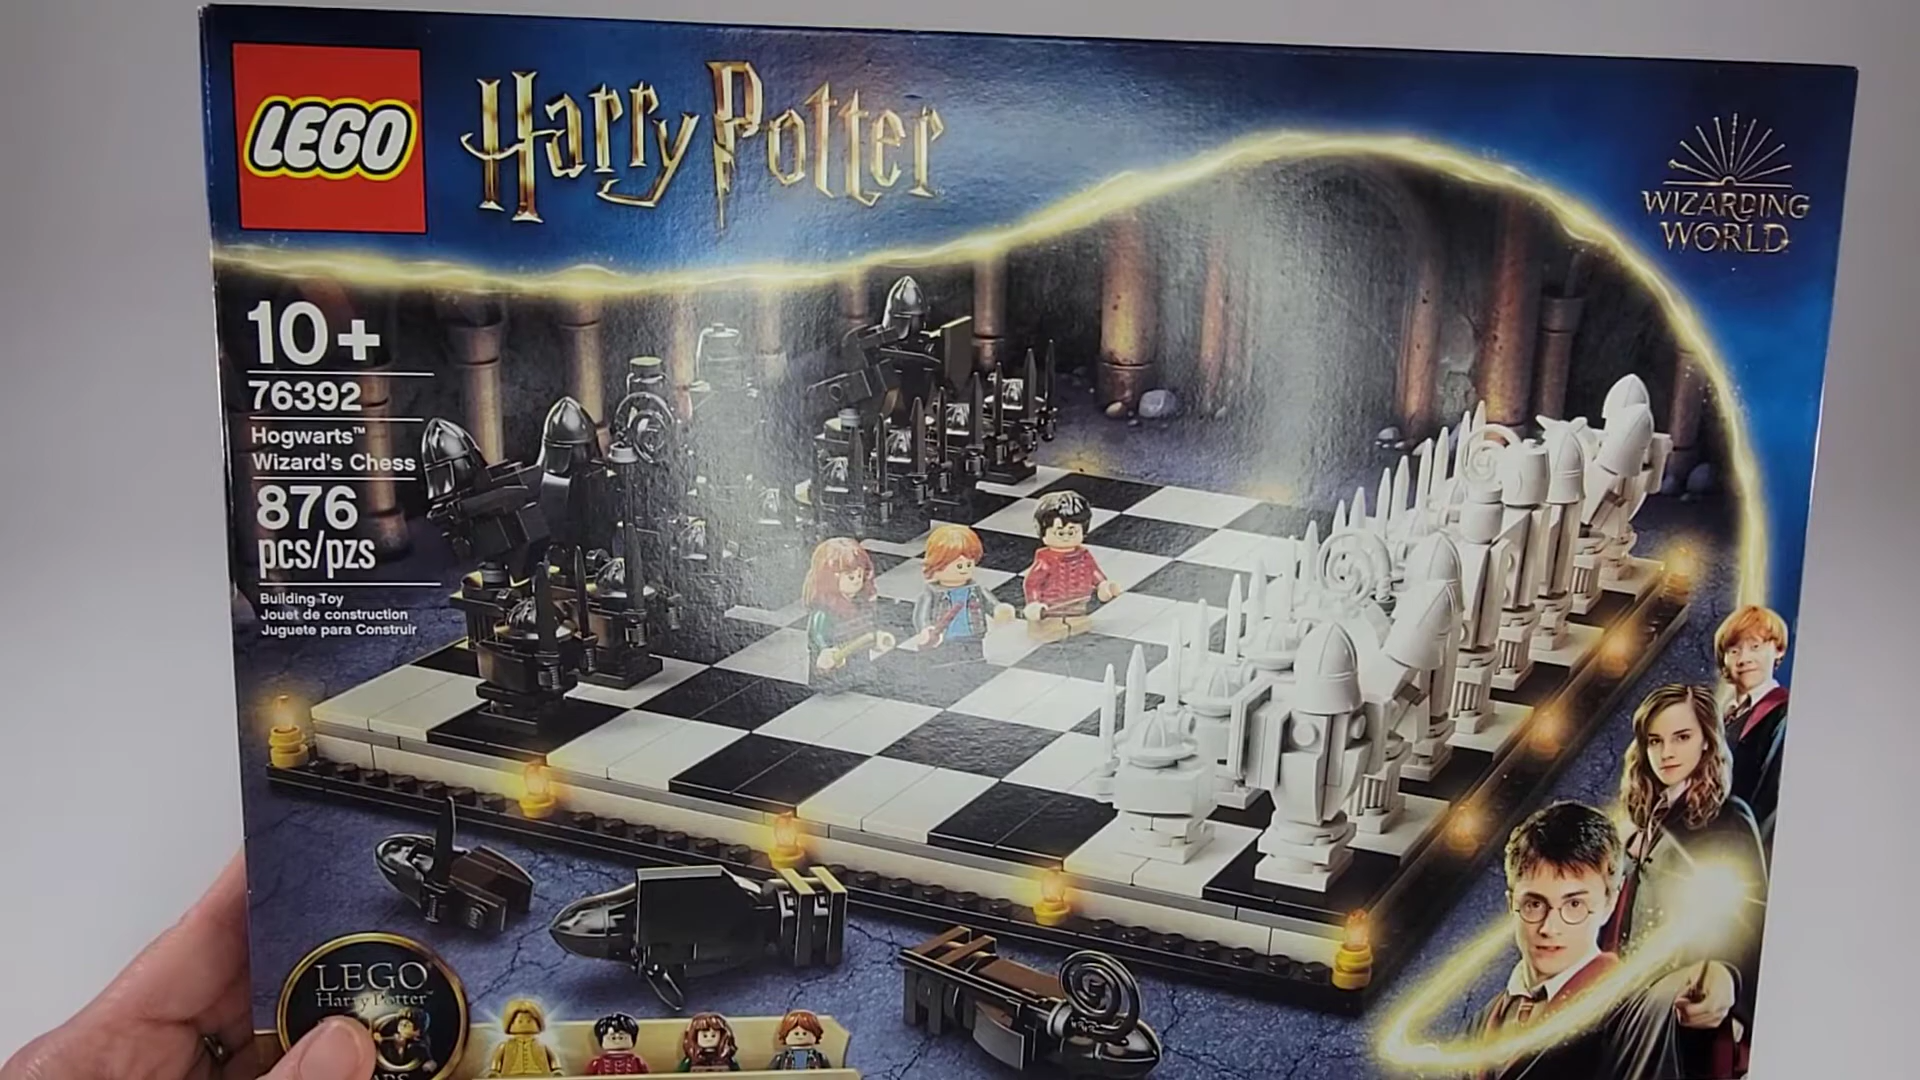 LEGO
Harry Potter
WIZARDING
WORLD
10+
76392
Hogwarts™
Wizard's Chess
876
pcs/pzs
Building Toy
Jouet de construction
Juguete para Construir
LEGO
Harry Potter™